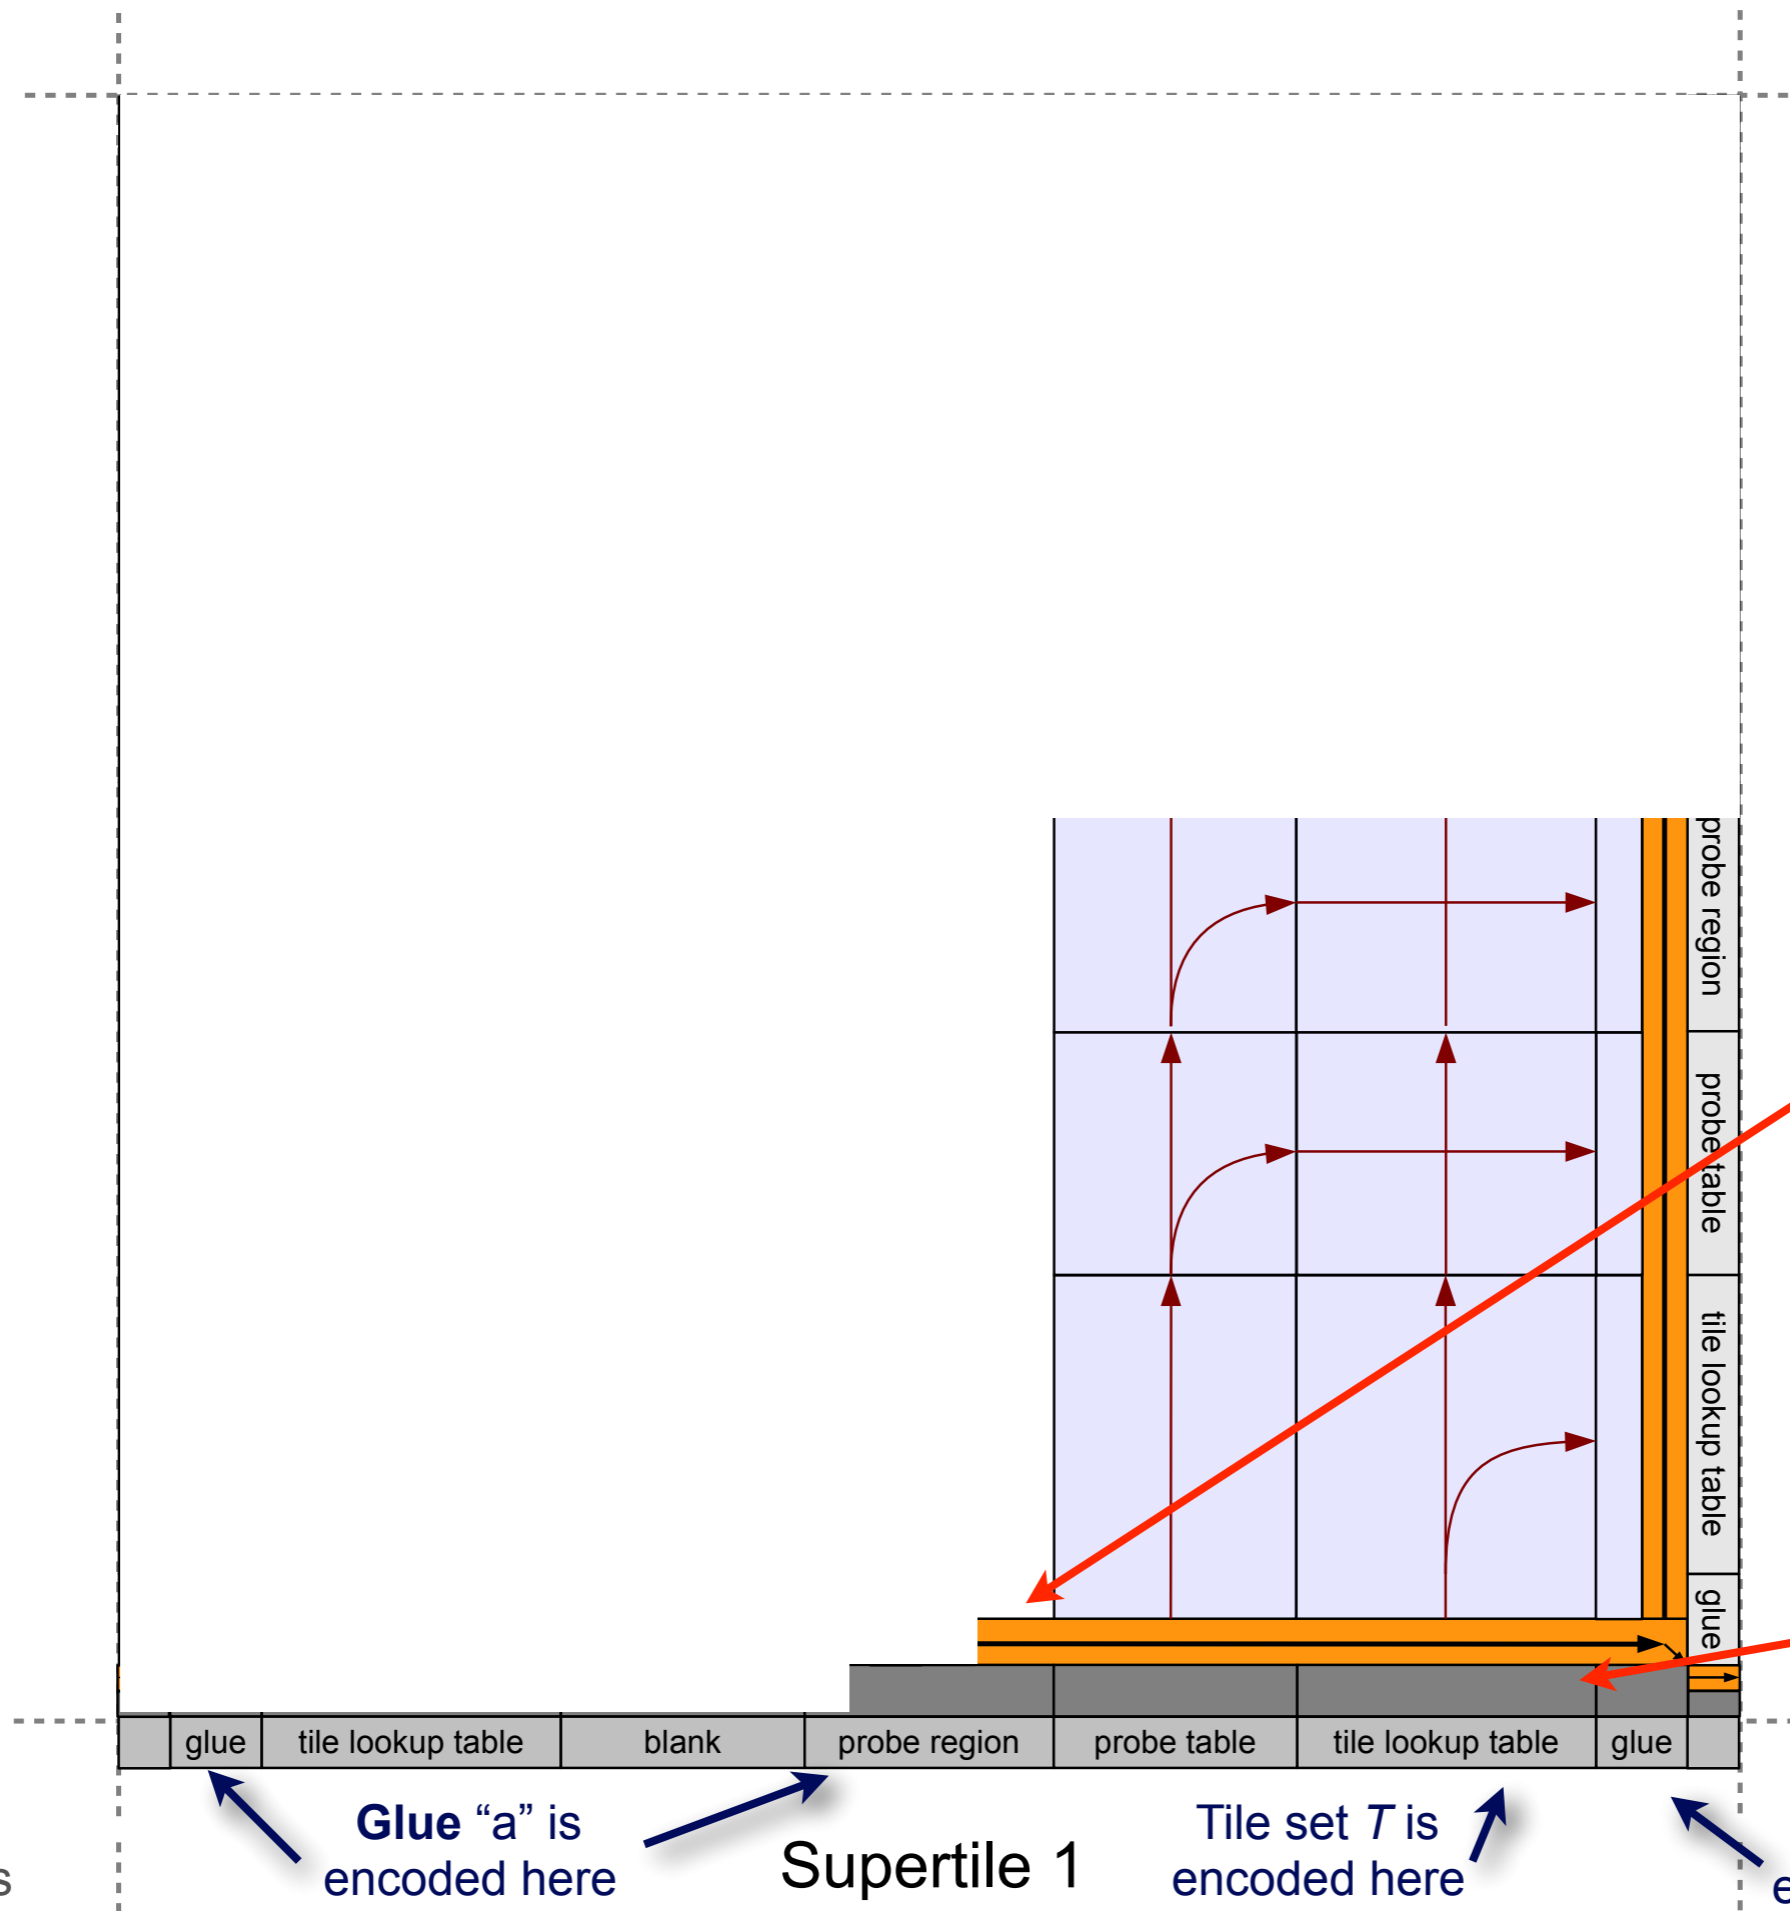 probe region
probe table
tile lookup table
glue
glue
tile lookup table
blank
probe region
probe table
tile lookup table
glue
Glue “a” is
encoded here
Supertile 1
Tile set T is
encoded here
s
e